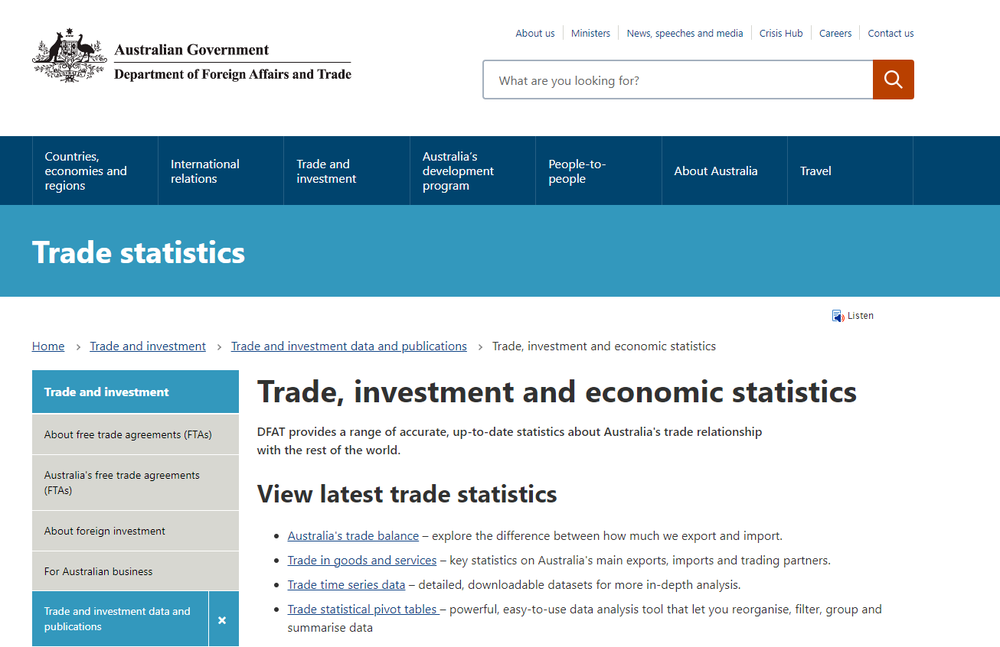 Australian Government
Department of Foreign Affairs and Trade
About us
Ministers
News, speeches and media
Crisis Hub
Careers
Contact us
What are you looking for?
Countries,
economies and
regions
International
relations
Trade and
investment
Australia's
development
program
People-to-
people
About Australia
Travel
Trade statistics
Listen
Home > Trade and investment > Trade and investment data and publications > Trade, investment and economic statistics
Trade and investment
About free trade agreements (FTAs)
Australia's free trade agreements
(FTAs)
About foreign investment
For Australian business
Trade and investment data and
publications
Trade, investment and economic statistics
DFAT provides a range of accurate, up-to-date statistics about Australia's trade relationship
with the rest of the world.
View latest trade statistics
• Australia's trade balance – explore the difference between how much we export and import.
• Trade in goods and services – key statistics on Australia's main exports, imports and trading partners.
• Trade time series data – detailed, downloadable datasets for more in-depth analysis.
• Trade statistical pivot tables – powerful, easy-to-use data analysis tool that let you reorganise, filter, group and
summarise data